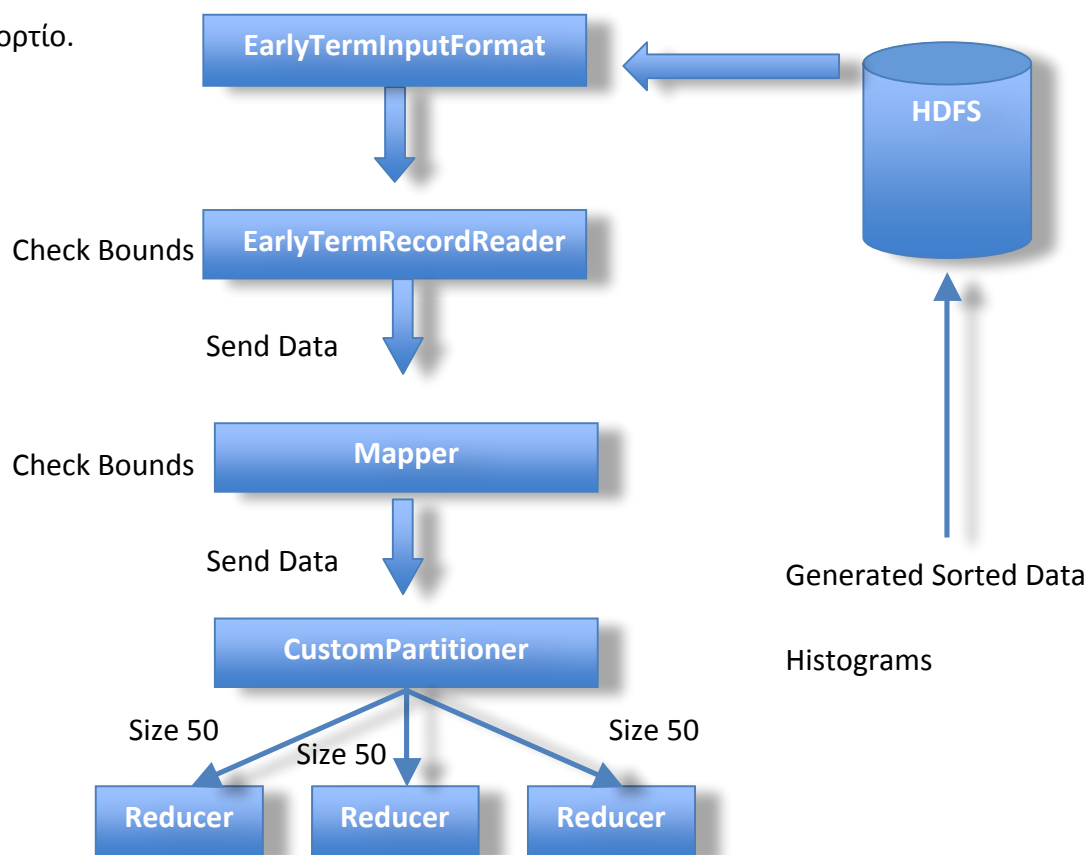 ορτίο.
EarlyTermInputFormat
HDFS
Check Bounds
EarlyTermRecordReader
Send Data
Check Bounds
Mapper
Send Data
Generated Sorted Data
CustomPartitioner
Histograms
Size 50
Size 50
Size 50
Reducer
Reducer
Reducer